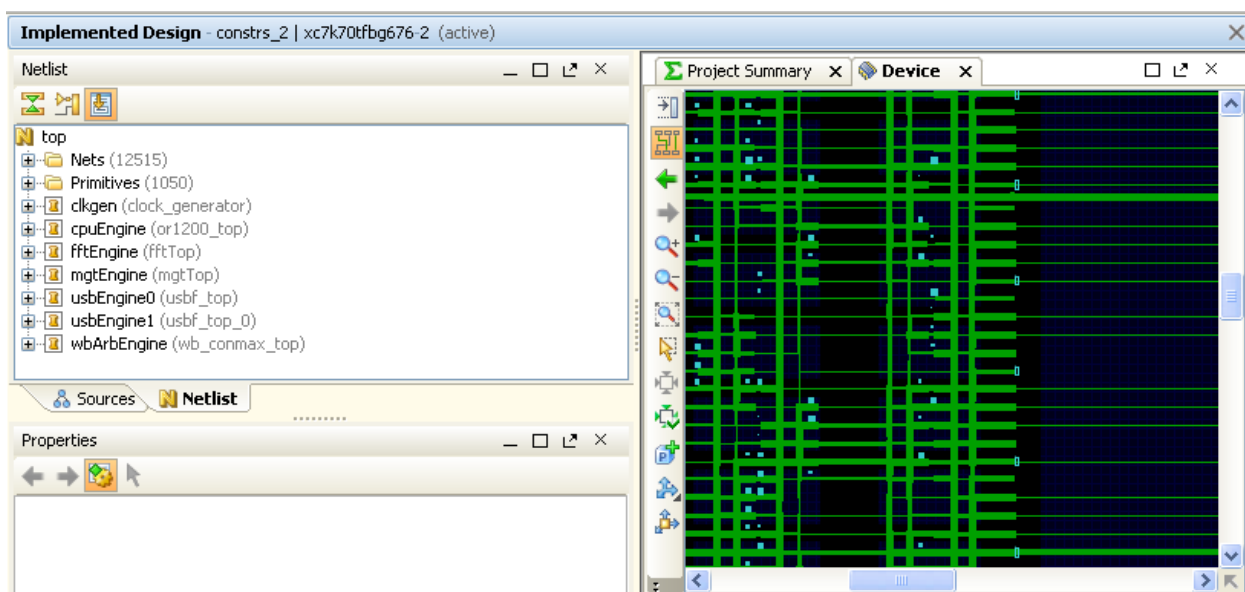 Implemented Design - constrs_2 | xc7k70tfbg676-2 (active)
Netlist
top
Nets (12515)
Primitives (1050)
clkgen (clock_generator)
cpuEngine (or1200_top)
fftEngine (fftTop)
mgtEngine (mgtTop)
usbEngine0 (usbf_top)
usbEngine1 (usbf_top_0)
wbArbEngine (wb_conmax_top)
Sources Netlist
Properties
Project Summary Device